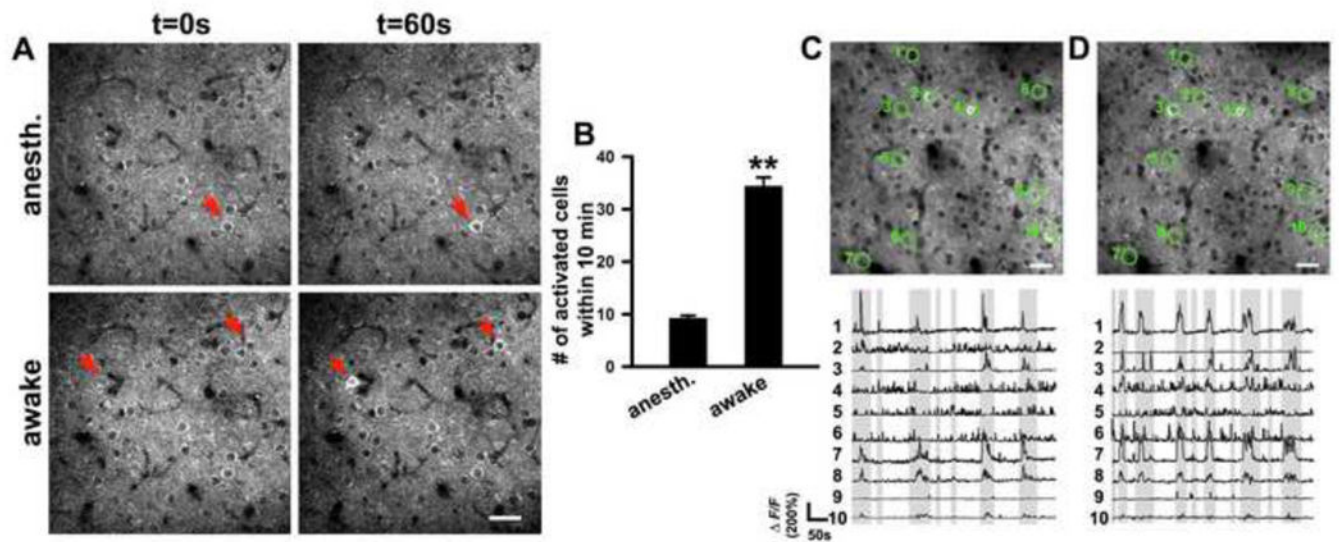 t=0s
t=60s
A
anesth.
awake
B
# of activated cells
within 10 min
40
30
20
10
0
**
anesth.
awake
C
D
1
2
3
4
5
6
7
8
9
10
Δ F/F
(200%)
50s
1
2
3
4
5
6
7
8
9
10